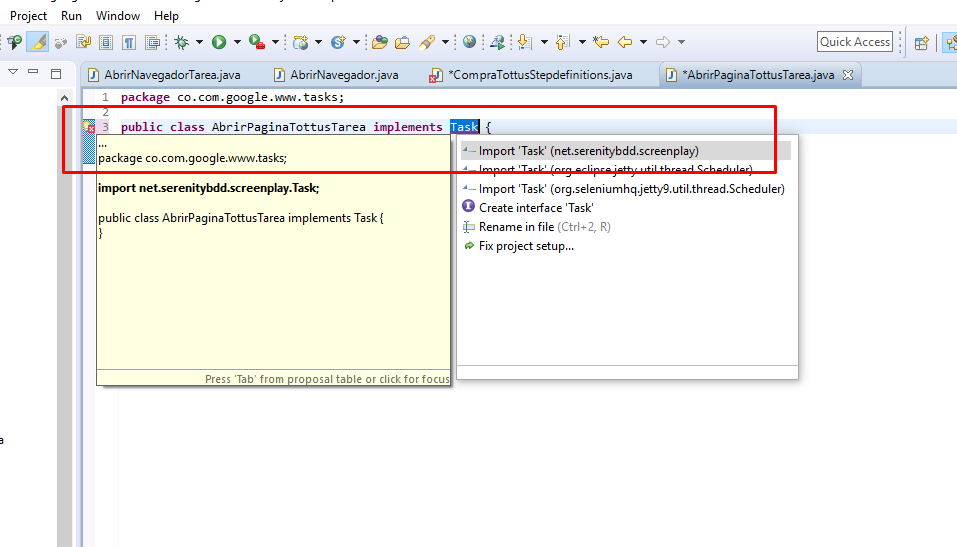 Project Run Window Help
Quick Access
AbrirNavegadorTarea.java
AbrirNavegador.java
*CompraTottusStepdefinitions.java
*AbrirPaginaTottusTarea.java
1 package co.com.google.www.tasks;
2
3 public class AbrirPaginaTottusTarea implements Task {
...
package co.com.google.www.tasks;
import net.serenitybdd.screenplay.Task;
public class AbrirPaginaTottusTarea implements Task {
}
Press 'Tab' from proposal table or click for focus
Import 'Task' (net.serenitybdd.screenplay)
Import 'Task' (org.eclipse.jetty.util.thread.Scheduler)
Import 'Task' (org.seleniumhq.jetty9.util.thread.Scheduler)
Create interface 'Task'
Rename in file (Ctrl+2, R)
Fix project setup...
a